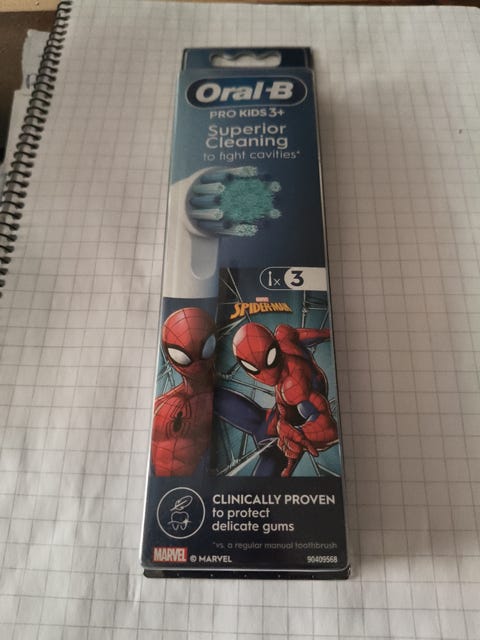 Oral-B
PRO KIDS 3+
Superior
Cleaning
to fight cavities*
x 3
MARVEL
SPIDER-MAN
CLINICALLY PROVEN
to protect
delicate gums
*vs. a regular manual toothbrush
MARVEL © MARVEL
90409568